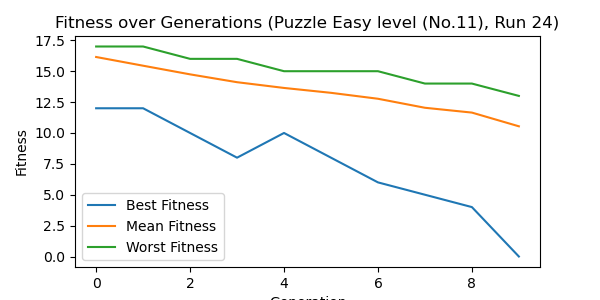 Fitness over Generations (Puzzle Easy level (No.11), Run 24)
17.5
15.0
12.5
10.0
7.5
5.0
2.5
0.0
Fitness
Best Fitness
Mean Fitness
Worst Fitness
0 2 4 6 8
Generation